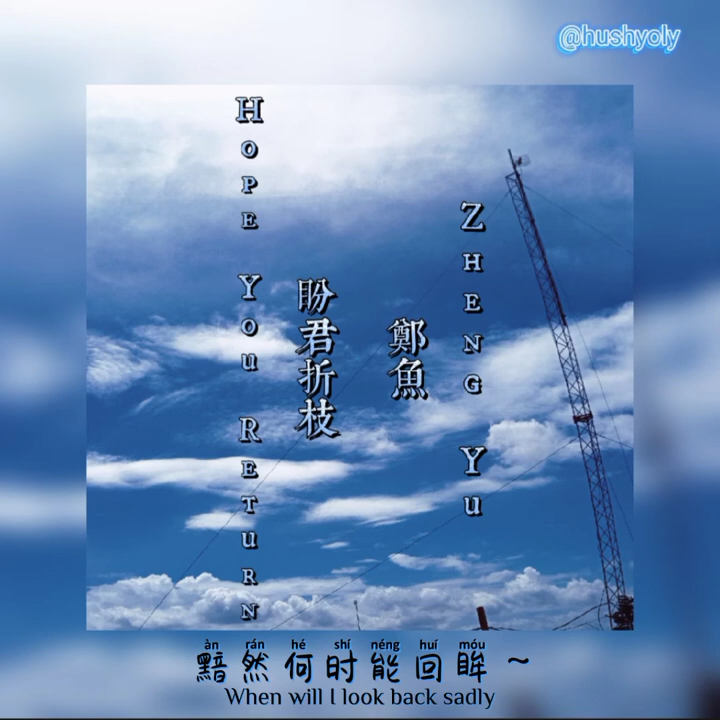 @hushyoly
Hope You Return
盼君折枝
鄭魚
Zheng Yu
àn rán hé shí néng huí móu
黯然何时能回眸~
When will I look back sadly